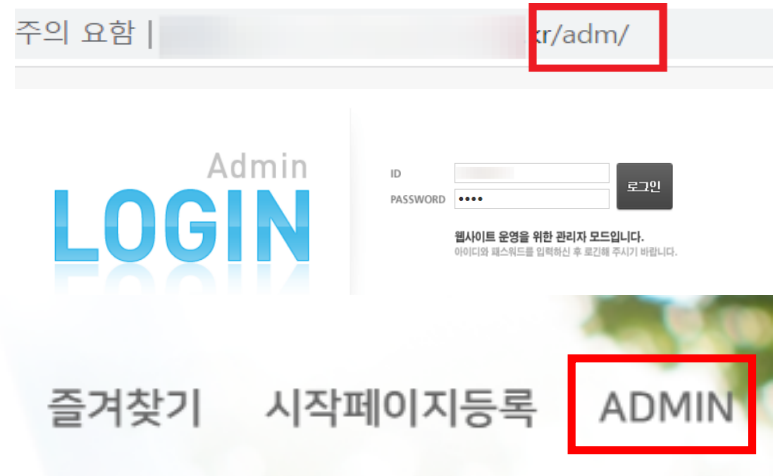 주의 요함 | kr/adm/
Admin
LOGIN
ID
PASSWORD ••••
로그인
웹사이트 운영을 위한 관리자 모드입니다.
아이디와 패스워드를 입력하신 후 로긴해 주시기 바랍니다.
즐겨찾기 시작페이지등록 ADMIN